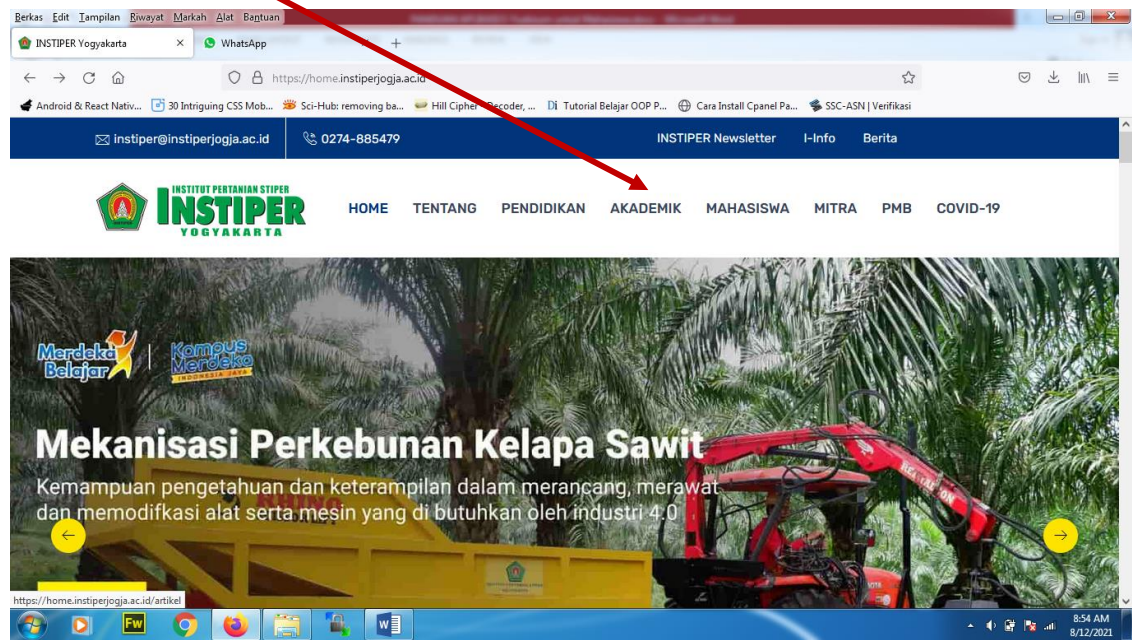 Berkas Edit Tampilan Riwayat Markah Alat Bantuan
INSTIPER Yogyakarta × WhatsApp × +
https://home.instiperjogja.ac.id
Android & React Nativ... 30 Intriguing CSS Mob... Sci-Hub: removing ba... Hill Cipher Decoder, ... Di Tutorial Belajar OOP P... Cara Install Cpanel Pa... SSC-ASN | Verifikasi
instiper@instiperjogja.ac.id 0274-885479 INSTIPER Newsletter I-Info Berita
INSTITUT PERTANIAN STIPER
INSTIPER
YOGYAKARTA
HOME TENTANG PENDIDIKAN AKADEMIK MAHASISWA MITRA PMB COVID-19
Merdeka Belajar
Kampus Merdeka
INDONESIA JAYA
Mekanisasi Perkebunan Kelapa Sawit
Kemampuan pengetahuan dan keterampilan dalam merancang, merawat
dan memodifkasi alat serta mesin yang di butuhkan oleh industri 4.0
RHINO
https://home.instiperjogja.ac.id/artikel
Fw W
8:54 AM
8/12/2021